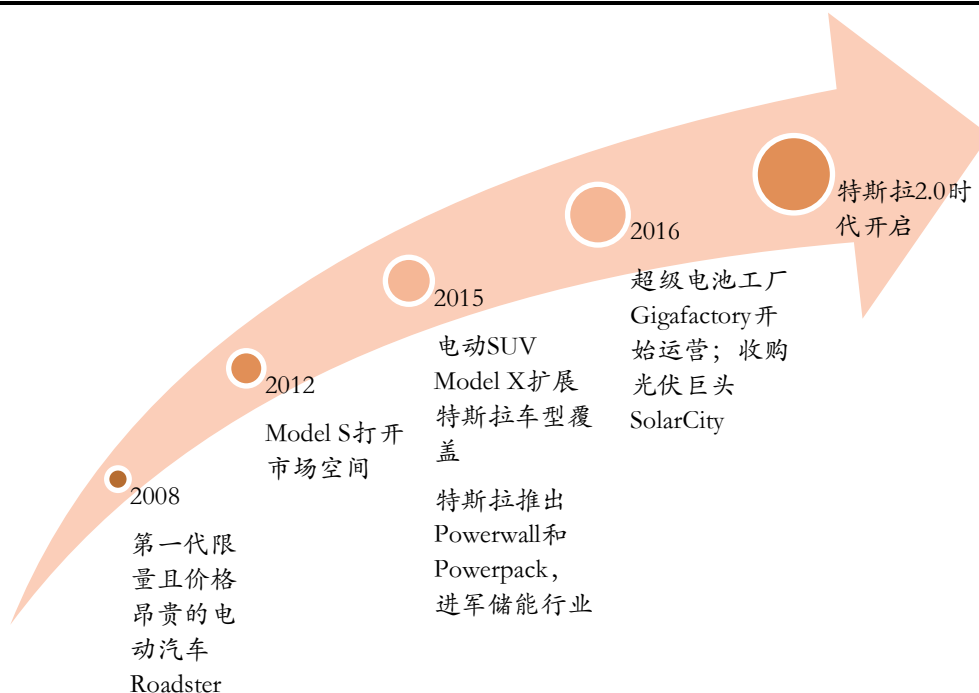 2008
第一代限
量且价格
昂贵的电
动汽车
Roadster
2012
Model S打开
市场空间
2015
电动SUV
Model X扩展
特斯拉车型覆
盖
特斯拉推出
Powerwall和
Powerpack，
进军储能行业
2016
超级电池工厂
Gigafactory开
始运营；收购
光伏巨头
SolarCity
特斯拉2.0时
代开启